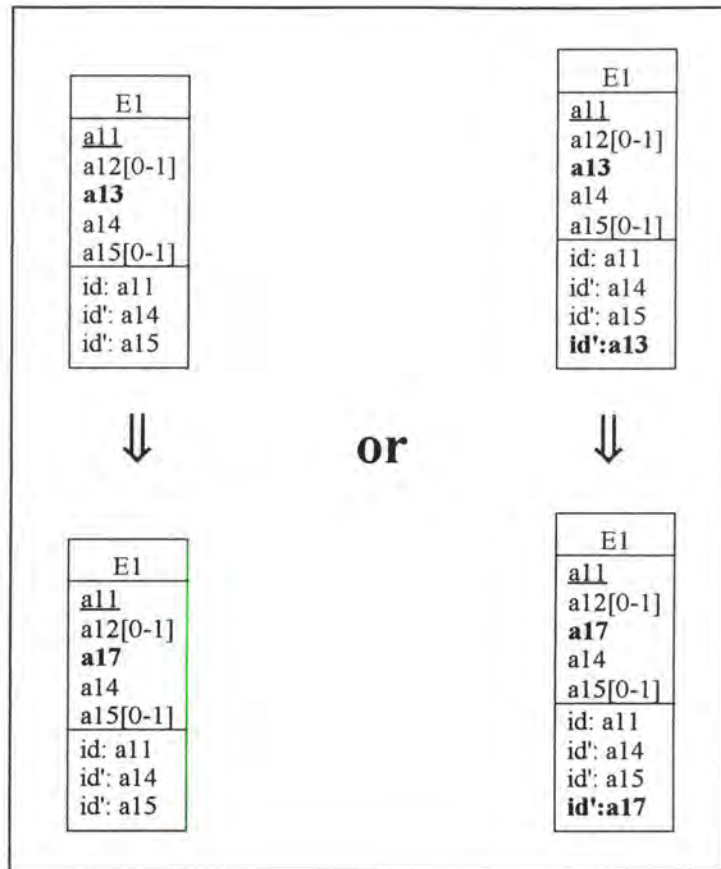 E1
a11
a12[0-1]
a13
a14
a15[0-1]
id: a11
id': a14
id': a15
E1
a11
a12[0-1]
a13
a14
a15[0-1]
id: a11
id': a14
id': a15
id':a13
⇓
or
⇓
E1
a11
a12[0-1]
a17
a14
a15[0-1]
id: a11
id': a14
id': a15
E1
a11
a12[0-1]
a17
a14
a15[0-1]
id: a11
id': a14
id': a15
id':a17